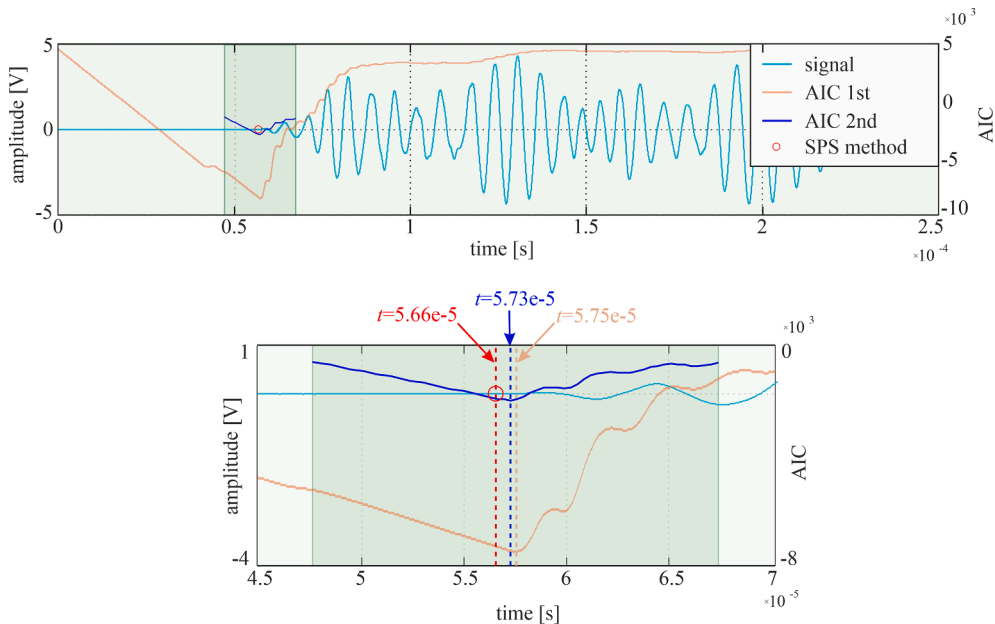 ×10 3
5
5
amplitude [V]
0
0
AIC
-5
-5
-10
signal
AIC 1st
AIC 2nd
SPS method
0
0.5
1
1.5
2
2.5
time [s]
×10 -4
t=5.73e-5
t=5.66e-5
t=5.75e-5
×10 3
1
0
amplitude [V]
AIC
-4
-8
4.5
5
5.5
6
6.5
7
time [s]
×10 -5